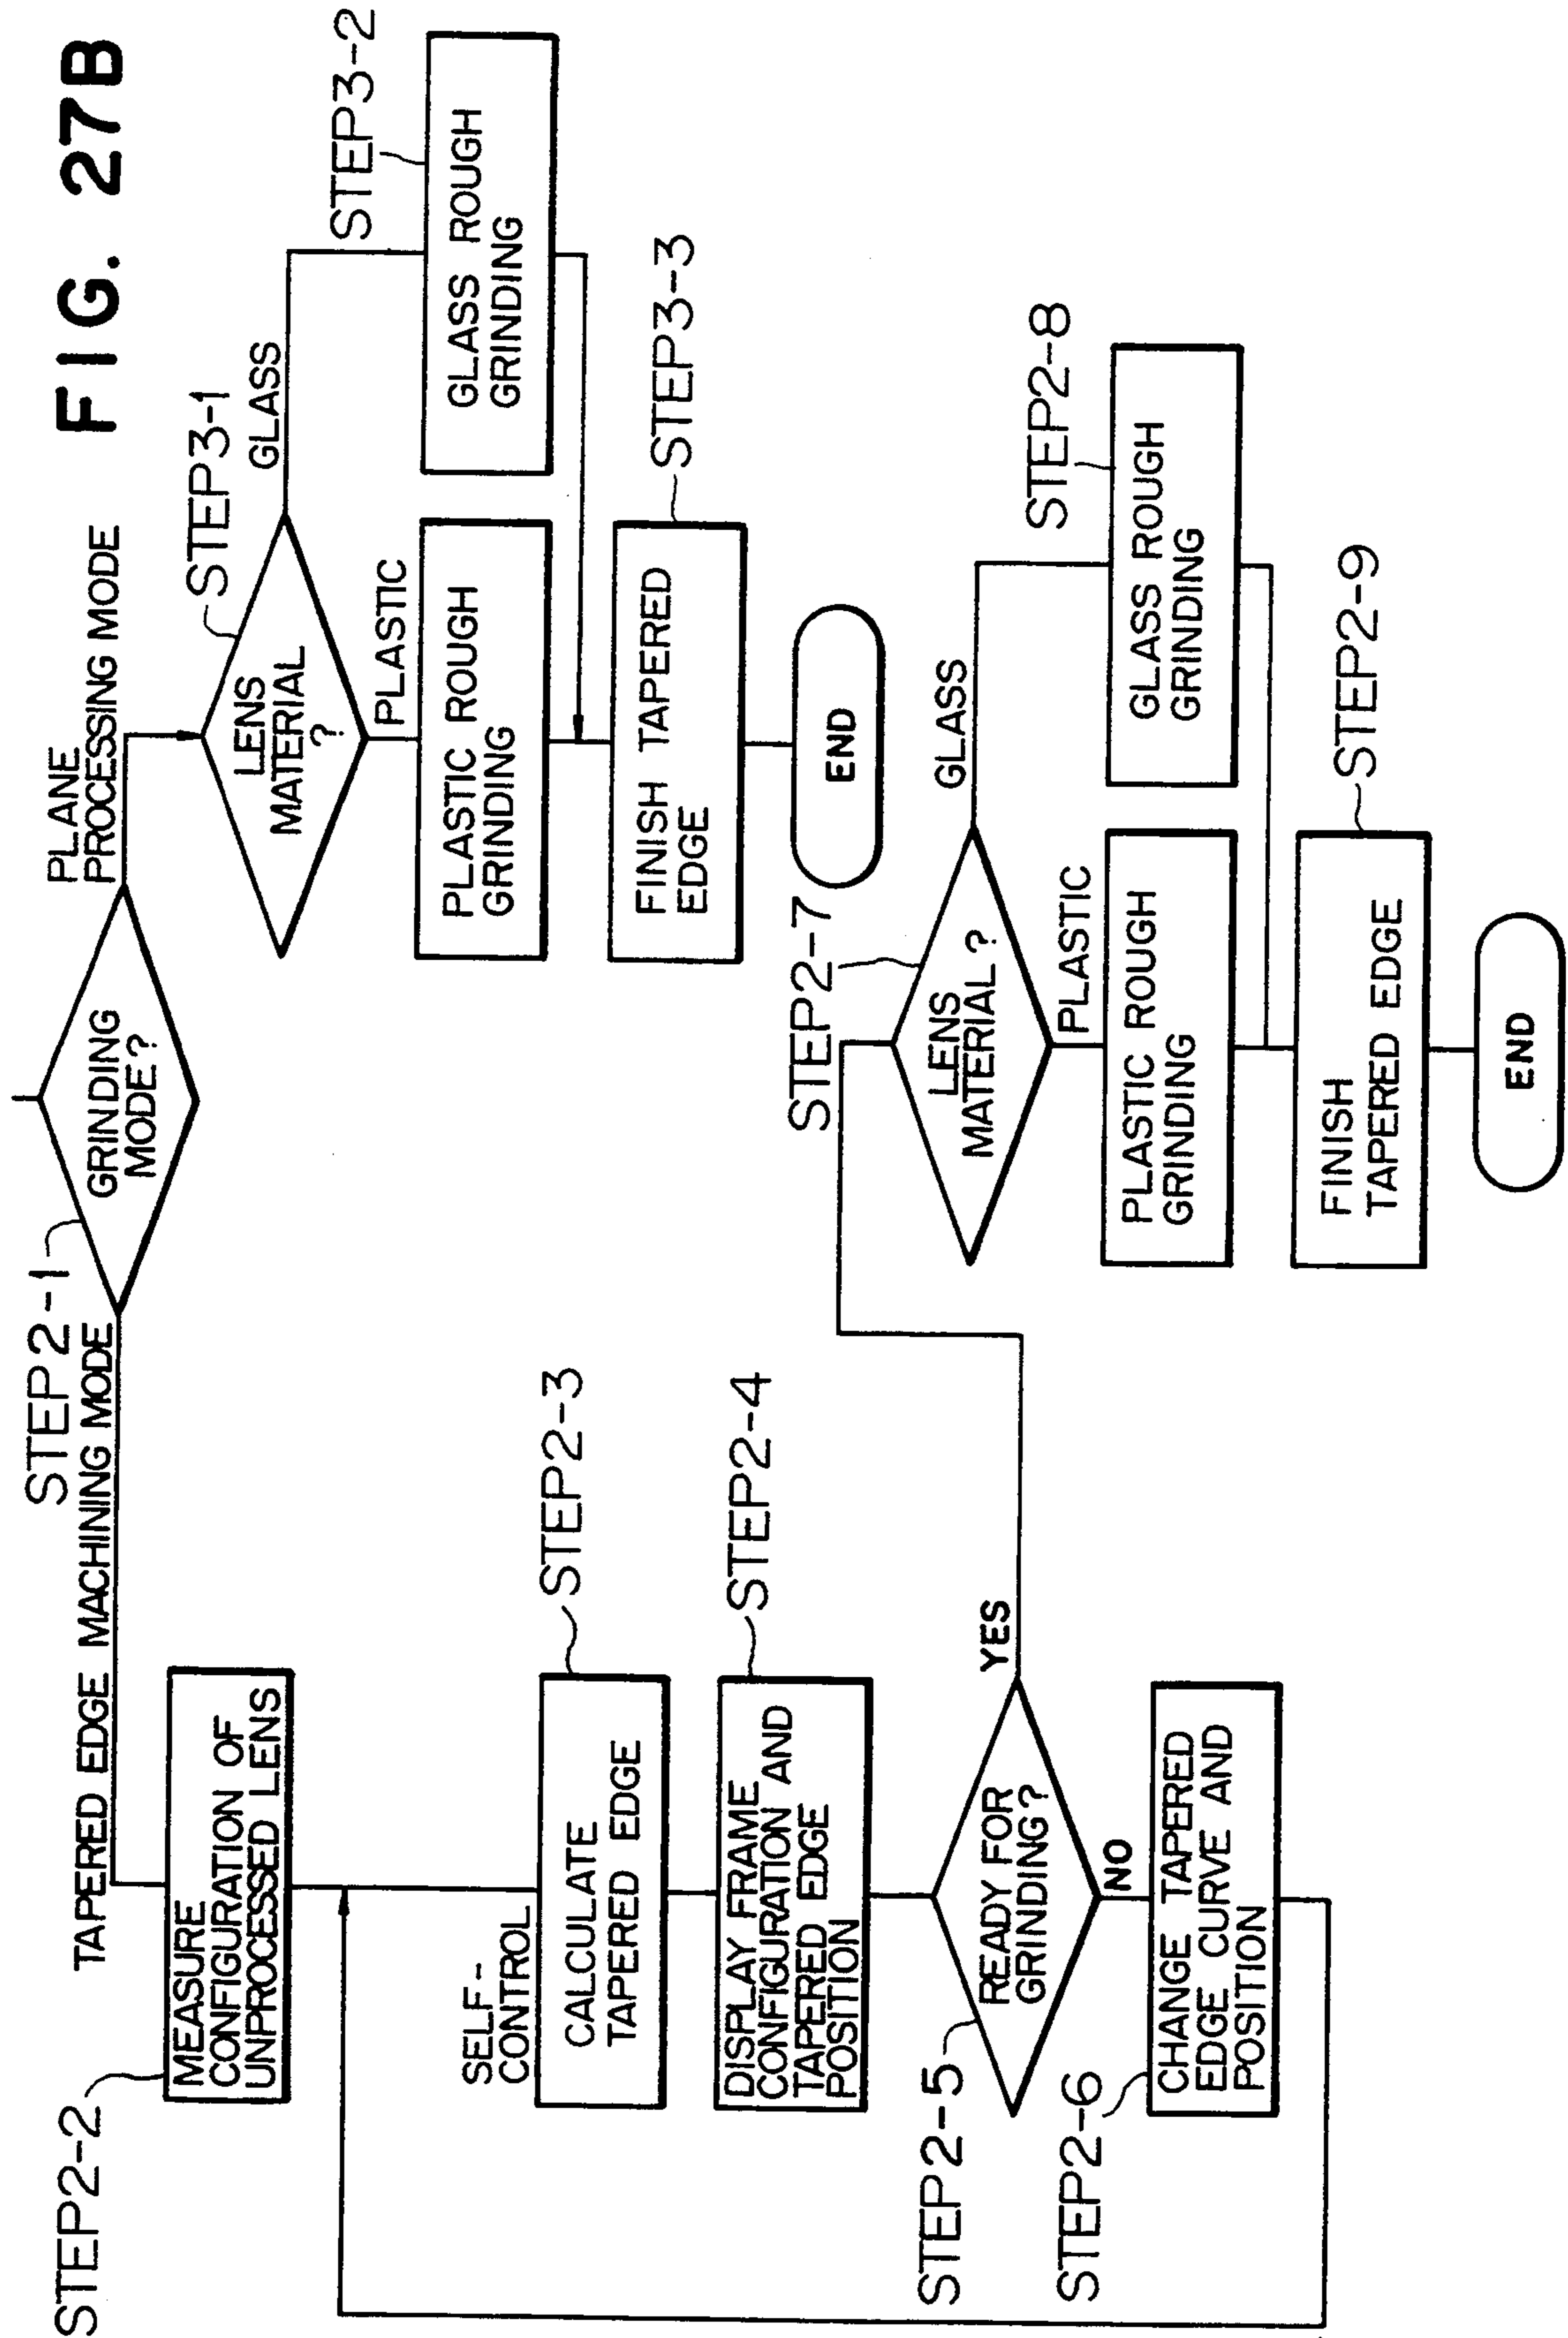 FIG. 27B
STEP2-1
GRINDING
MODE?
TAPERED EDGE MACHINING MODE
PLANE
PROCESSING MODE
STEP2-2
MEASURE
CONFIGURATION OF
UNPROCESSED LENS
SELF-
CONTROL
CALCULATE
TAPERED EDGE
STEP2-3
DISPLAY FRAME
CONFIGURATION AND
TAPERED EDGE
POSITION
STEP2-4
STEP2-5
READY FOR
GRINDING?
YES
NO
STEP2-6
CHANGE TAPERED
EDGE CURVE AND
POSITION
STEP3-1
LENS
MATERIAL
?
GLASS
PLASTIC
STEP3-2
PLASTIC ROUGH
GRINDING
GLASS ROUGH
GRINDING
STEP3-3
FINISH TAPERED
EDGE
END
STEP2-7
LENS
MATERIAL?
GLASS
PLASTIC
STEP2-8
PLASTIC ROUGH
GRINDING
GLASS ROUGH
GRINDING
STEP2-9
FINISH
TAPERED EDGE
END